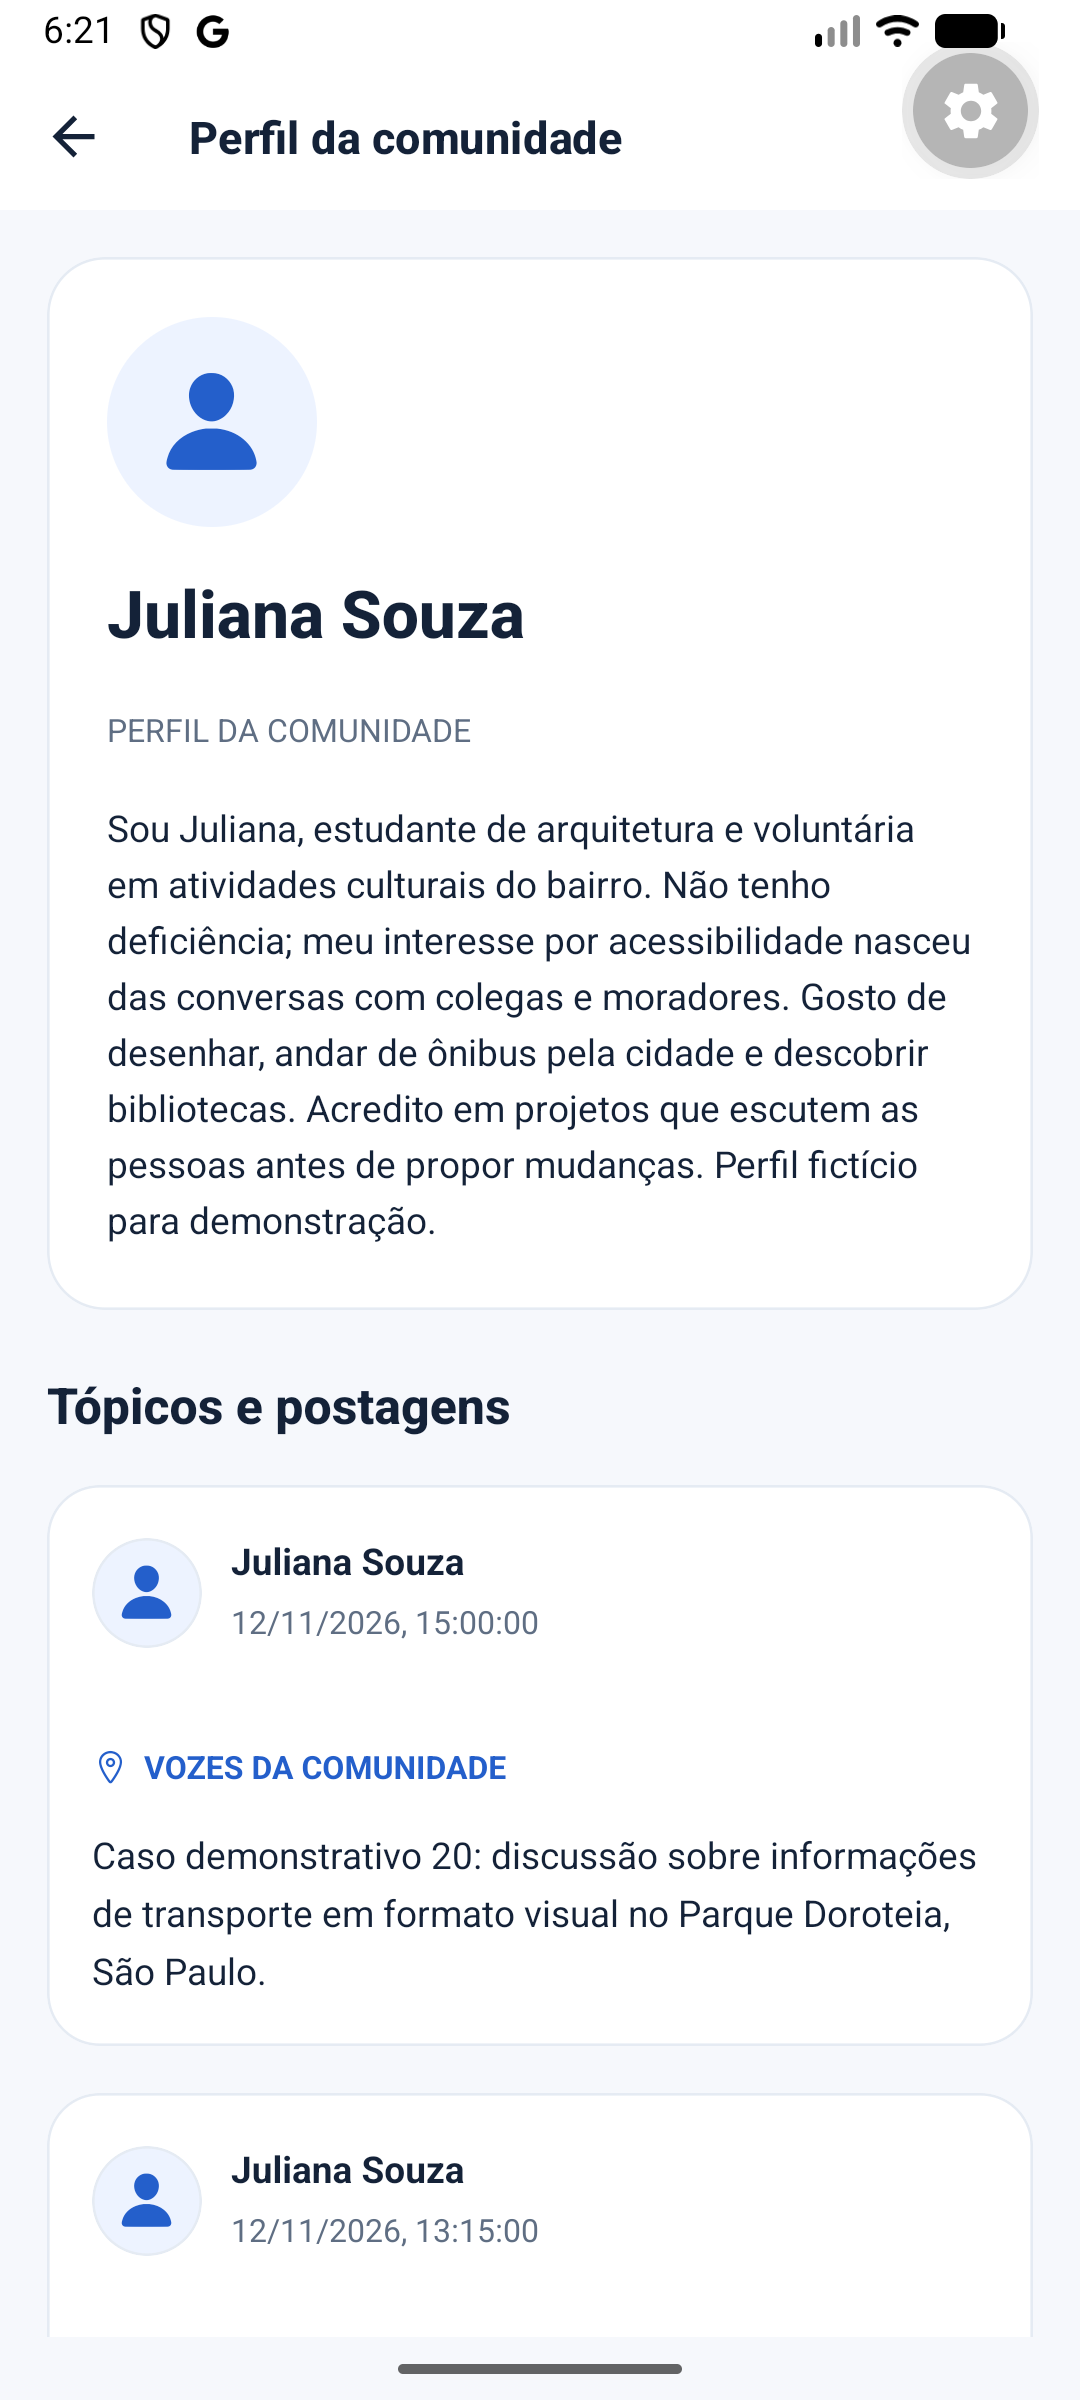 6:21
Perfil da comunidade
Juliana Souza
PERFIL DA COMUNIDADE
Sou Juliana, estudante de arquitetura e voluntária
em atividades culturais do bairro. Não tenho
deficiência; meu interesse por acessibilidade nasceu
das conversas com colegas e moradores. Gosto de
desenhar, andar de ônibus pela cidade e descobrir
bibliotecas. Acredito em projetos que escutem as
pessoas antes de propor mudanças. Perfil fictício
para demonstração.
Tópicos e postagens
Juliana Souza
12/11/2026, 15:00:00
VOZES DA COMUNIDADE
Caso demonstrativo 20: discussão sobre informações
de transporte em formato visual no Parque Doroteia,
São Paulo.
Juliana Souza
12/11/2026, 13:15:00